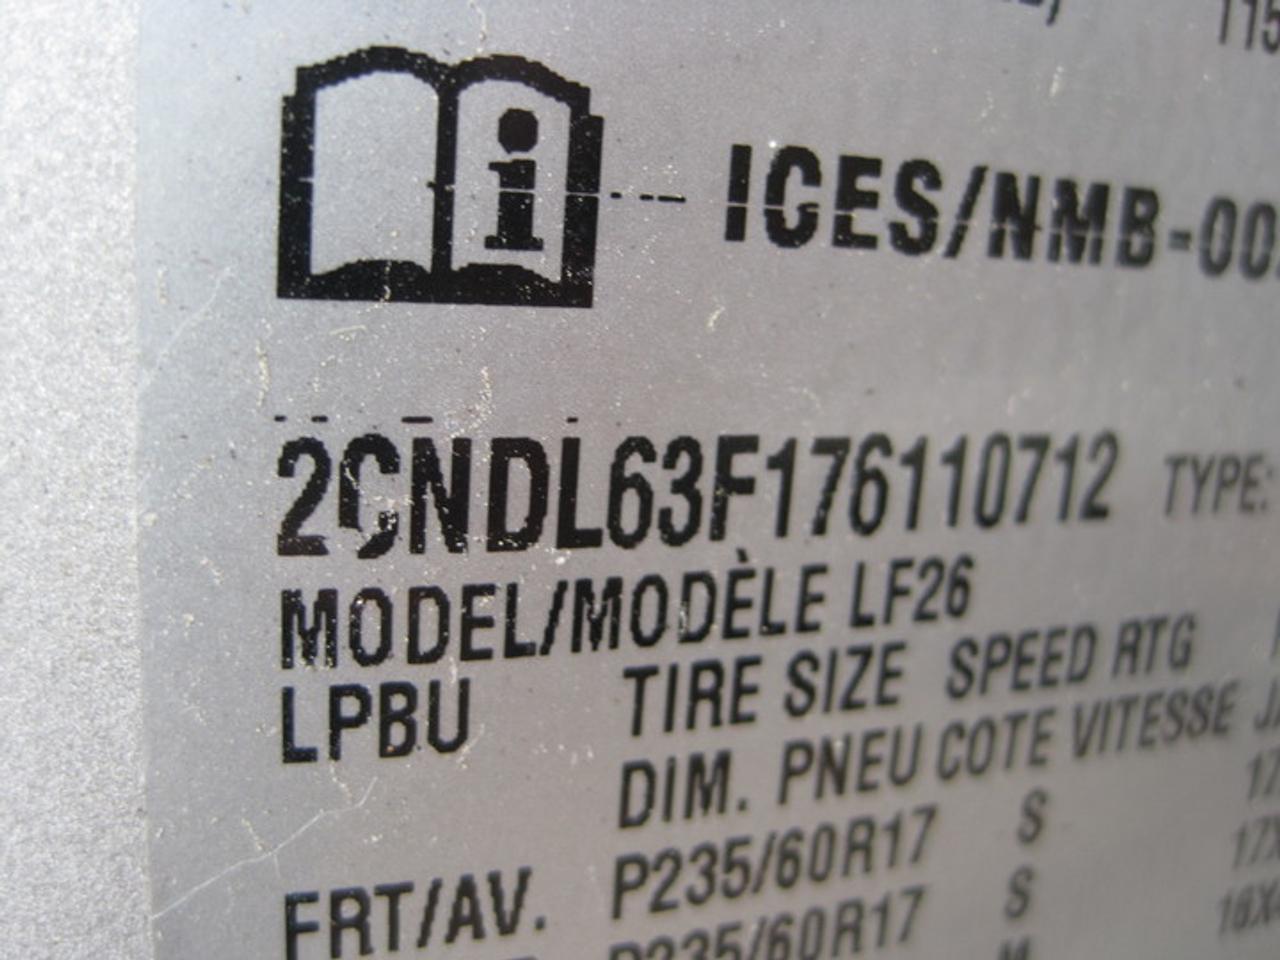 115
i
ICES/NMB-00
2CNDL63F176110712 TYPE:
MODEL/MODÈLE LF26
LPBU TIRE SIZE SPEED RTG
DIM. PNEU COTE VITESSE
P235/60R17 S
FRT/AV. P235/60R17 S